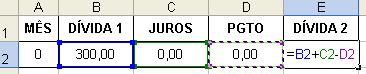 A B C D E
1 MÊS DÍVIDA 1 JUROS PGTO DÍVIDA 2
2 0 300,00 0,00 0,00 =B2+C2-D2